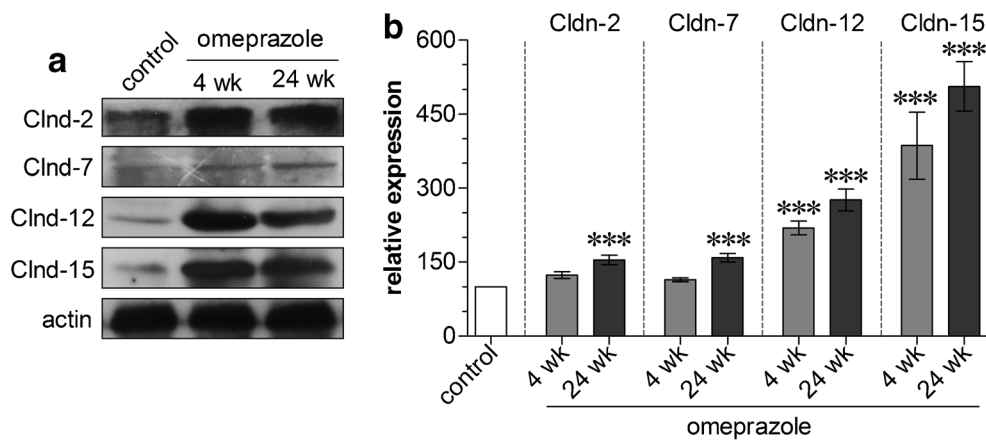 a
control
omeprazole
4 wk 24 wk
Clnd-2
Clnd-7
Clnd-12
Clnd-15
actin
b
Cldn-2 Cldn-7 Cldn-12 Cldn-15
relative expression
600
450
300
150
0
*** *** *** *** *** ***
control 4 wk 24 wk 4 wk 24 wk 4 wk 24 wk 4 wk 24 wk
omeprazole